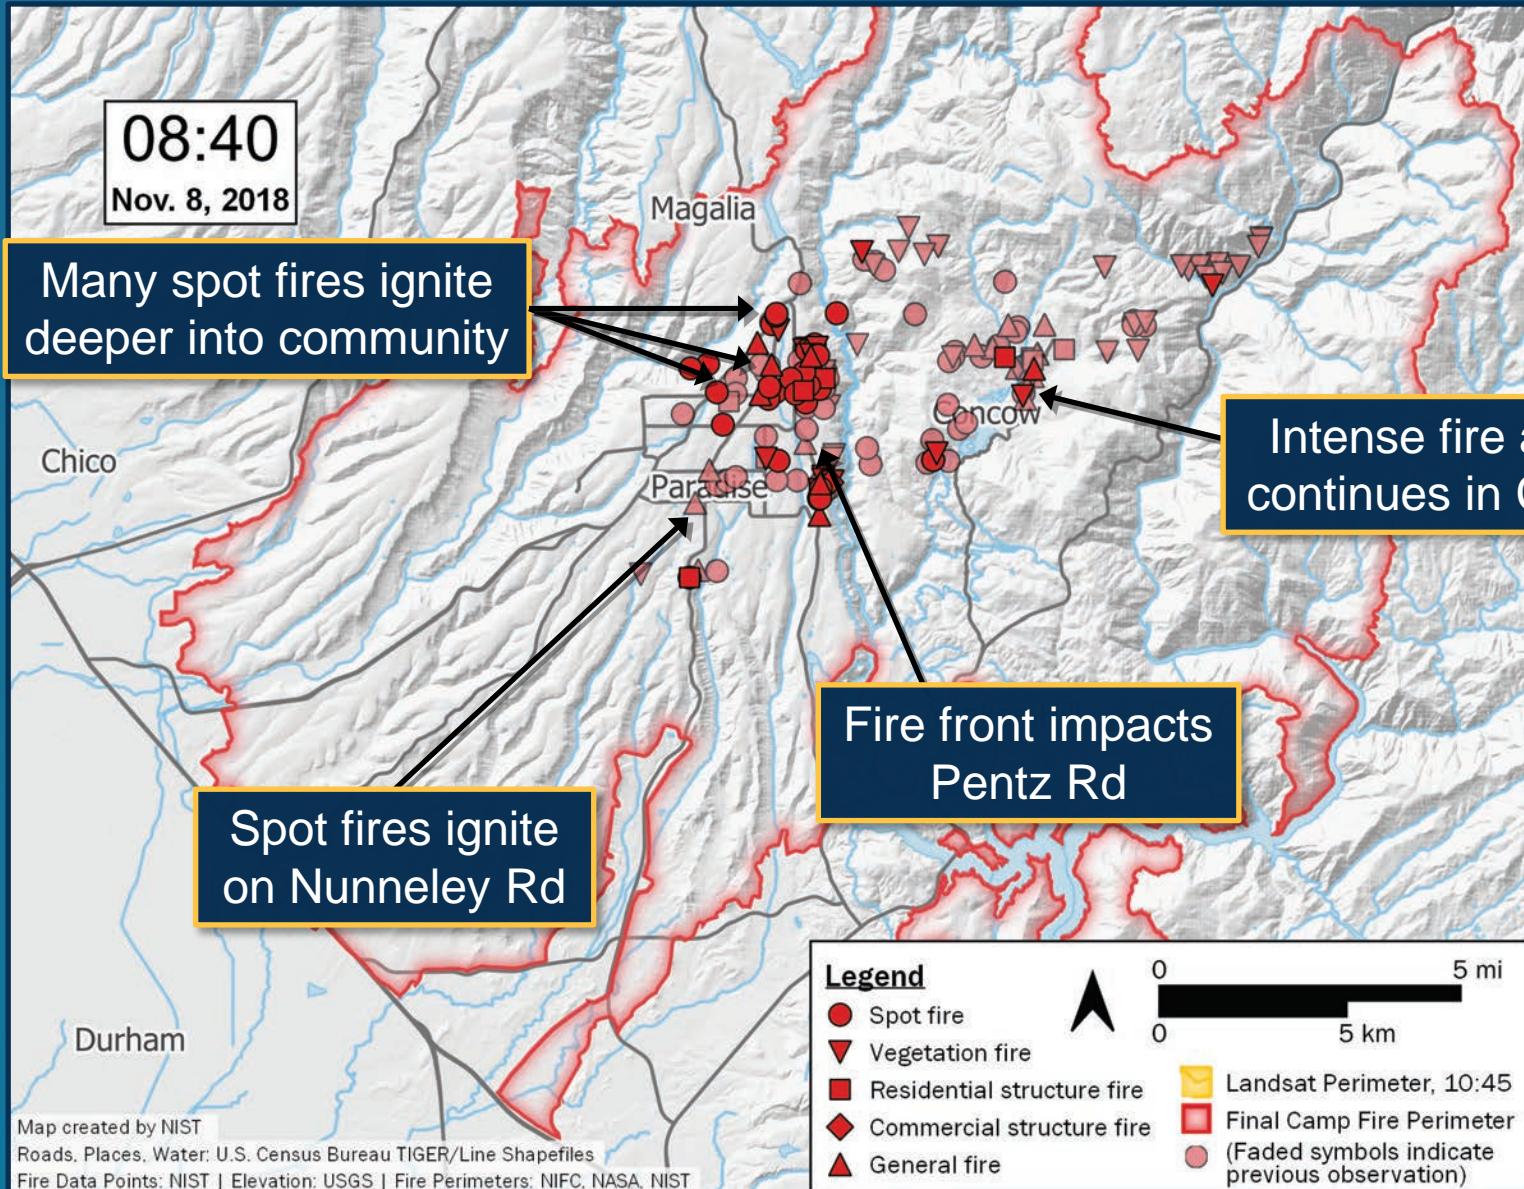 08:40
Nov. 8, 2018
Magalia
Many spot fires ignite
deeper into community
Concow
Chico
Intense fire a
continues in C
Paradise
Fire front impacts
Pentz Rd
Spot fires ignite
on Nunneley Rd
Durham
Legend
Spot fire
Vegetation fire
Residential structure fire
Commercial structure fire
General fire
0 5 mi
0 5 km
Landsat Perimeter, 10:45
Final Camp Fire Perimeter
(Faded symbols indicate
previous observation)
Map created by NIST
Roads, Places, Water: U.S. Census Bureau TIGER/Line Shapefiles
Fire Data Points: NIST | Elevation: USGS | Fire Perimeters: NIFC, NASA, NIST